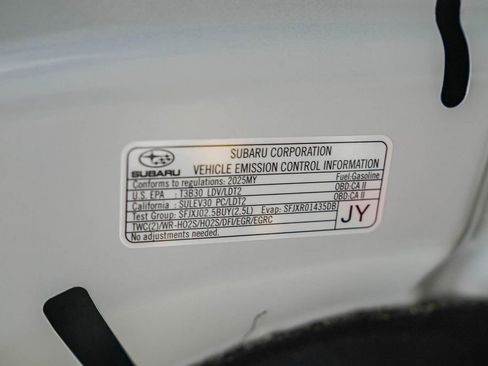 SUBARU
SUBARU CORPORATION
VEHICLE EMISSION CONTROL INFORMATION
Conforms to regulations: 2025MY Fuel:Gasoline
U.S. EPA : T3B30 LDV/LDT2 OBD:CA II
California : SULEV30 PC/LDT2 OBD:CA II
Test Group: SFJXJ02.5BUY(2.5L) Evap: SFJXR01435DB
TWC(2)/WR-HO2S/HO2S/DFI/EGR/EGRC
No adjustments needed.
JY